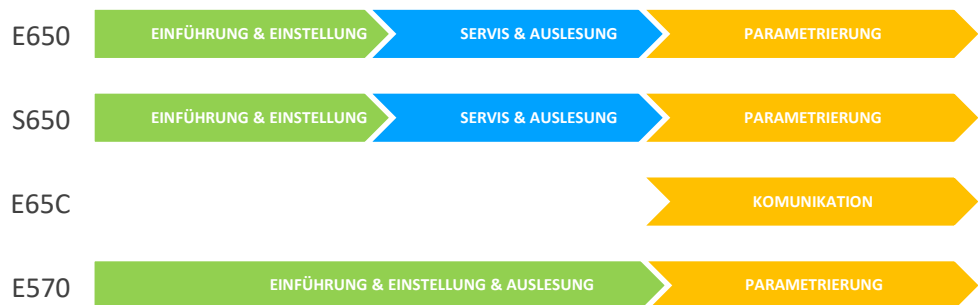 E650 EINFÜHRUNG & EINSTELLUNG SERVIS & AUSLESUNG PARAMETRIERUNG
S650 EINFÜHRUNG & EINSTELLUNG SERVIS & AUSLESUNG PARAMETRIERUNG
E65C KOMUNIKATION
E570 EINFÜHRUNG & EINSTELLUNG & AUSLESUNG PARAMETRIERUNG